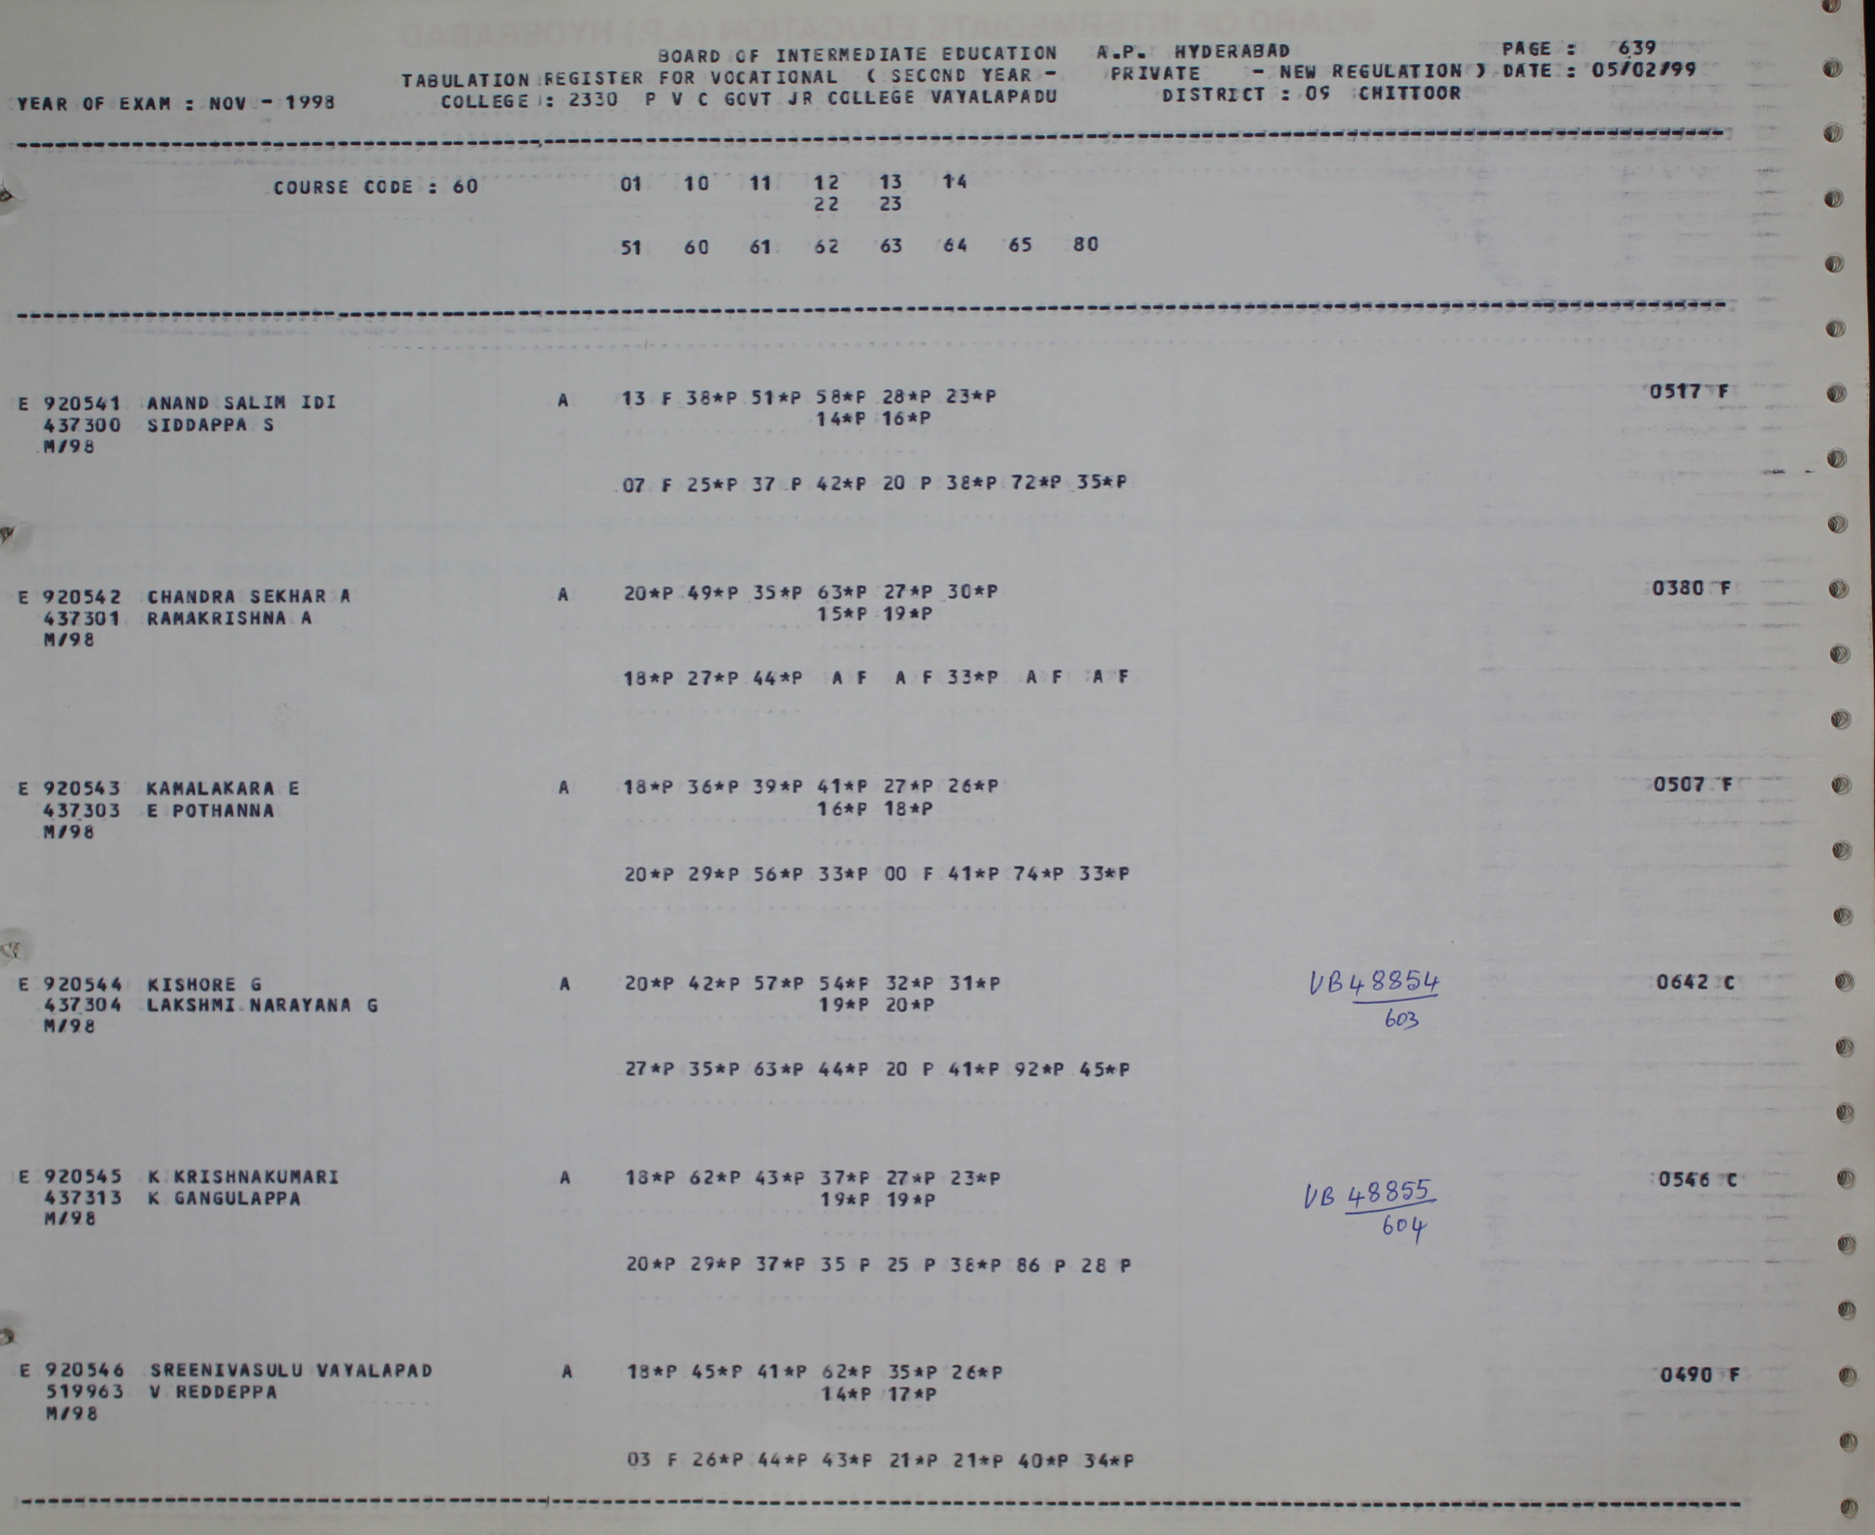 BOARD OF INTERMEDIATE EDUCATION A.P. HYDERABAD PAGE : 639
TABULATION REGISTER FOR VOCATIONAL ( SECOND YEAR - PRIVATE - NEW REGULATION ) DATE : 05/02/99
YEAR OF EXAM : NOV - 1998 COLLEGE : 2330 P V C GOVT JR COLLEGE VAYALAPADU DISTRICT : 09 CHITTOOR
COURSE CODE : 60 01 10 11 12 13 14
22 23
51 60 61 62 63 64 65 80
E 920541 ANAND SALIM IDI A 13 F 38*P 51*P 58*P 28*P 23*P 0517 F
437300 SIDDAPPA S 14*P 16*P
M/98
07 F 25*P 37 P 42*P 20 P 38*P 72*P 35*P
E 920542 CHANDRA SEKHAR A A 20*P 49*P 35*P 63*P 27*P 30*P 0380 F
437301 RAMAKRISHNA A 15*P 19*P
M/98
18*P 27*P 44*P A F A F 33*P A F A F
E 920543 KAMALAKARA E A 18*P 36*P 39*P 41*P 27*P 26*P 0507 F
437303 E POTHANNA 16*P 18*P
M/98
20*P 29*P 56*P 33*P 00 F 41*P 74*P 33*P
E 920544 KISHORE G A 20*P 42*P 57*P 54*P 32*P 31*P VB 48854 0642 C
437304 LAKSHMI NARAYANA G 19*P 20*P 603
M/98
27*P 35*P 63*P 44*P 20 P 41*P 92*P 45*P
E 920545 K KRISHNAKUMARI A 18*P 62*P 43*P 37*P 27*P 23*P 0546 C
437313 K GANGULAPPA 19*P 19*P VB 48855
M/98 604
20*P 29*P 37*P 35 P 25 P 38*P 86 P 28 P
E 920546 SREENIVASULU VAYALAPAD A 18*P 45*P 41*P 62*P 35*P 26*P 0490 F
519963 V REDDEPPA 14*P 17*P
M/98
03 F 26*P 44*P 43*P 21*P 21*P 40*P 34*P